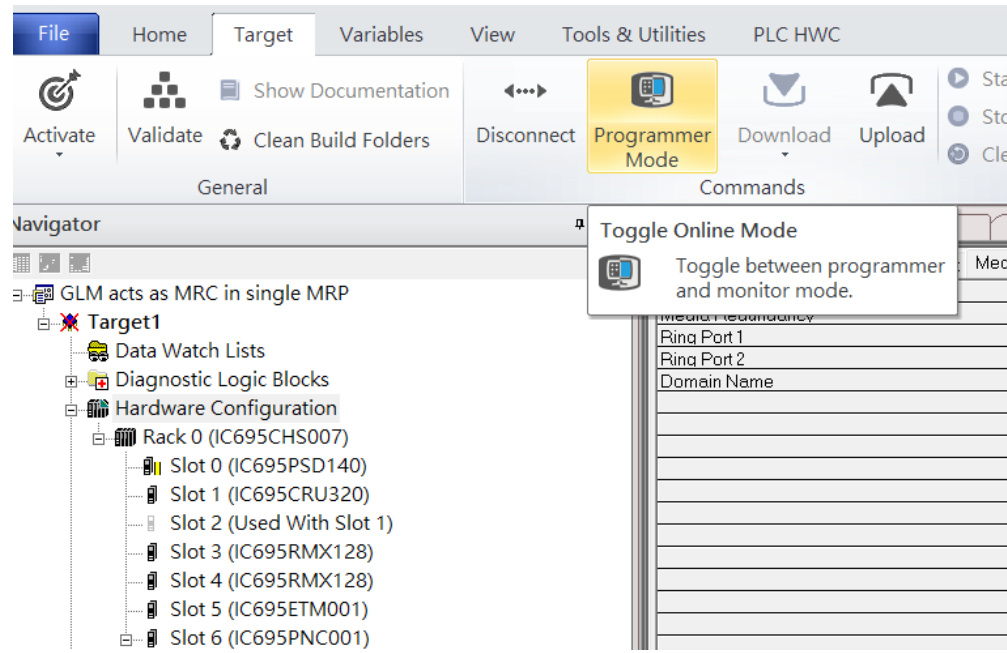 File Home Target Variables View Tools & Utilities PLC HWC
Activate
Validate
Show Documentation
Clean Build Folders
General
Disconnect
Programmer
Mode
Download
Upload
Commands
Navigator
Toggle Online Mode
Toggle between programmer
and monitor mode.
GLM acts as MRC in single MRP
Target1
Data Watch Lists
Diagnostic Logic Blocks
Hardware Configuration
Rack 0 (IC695CHS007)
Slot 0 (IC695PSD140)
Slot 1 (IC695CRU320)
Slot 2 (Used With Slot 1)
Slot 3 (IC695RMX128)
Slot 4 (IC695RMX128)
Slot 5 (IC695ETM001)
Slot 6 (IC695PNC001)
Media Redundancy
Ring Port 1
Ring Port 2
Domain Name